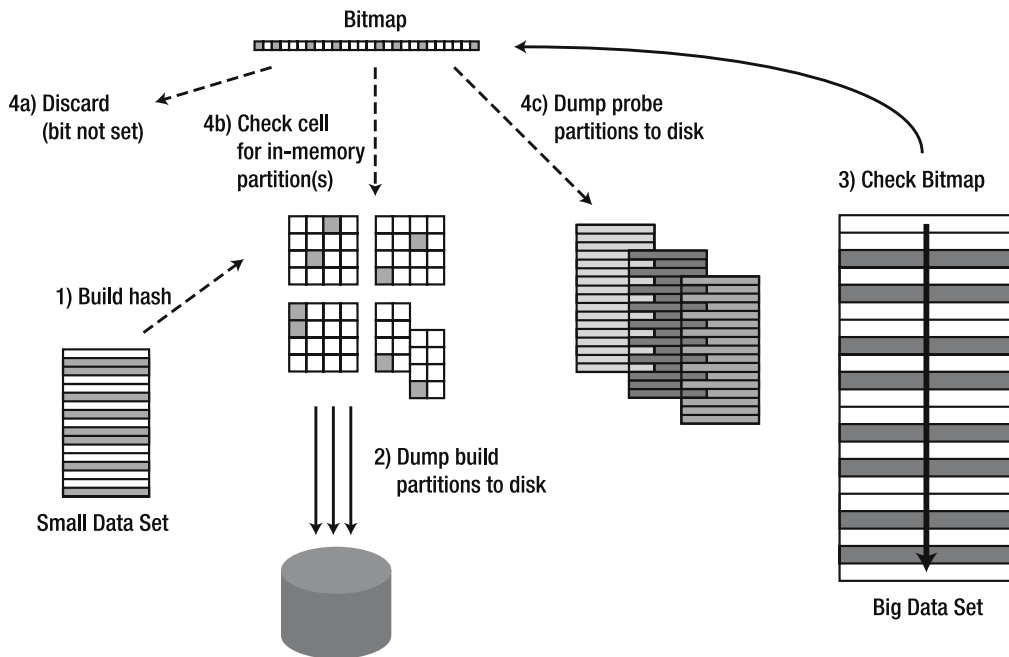 Bitmap
4a) Discard
(bit not set)
4b) Check cell
for in-memory
partition(s)
4c) Dump probe
partitions to disk
3) Check Bitmap
1) Build hash
2) Dump build
partitions to disk
Small Data Set
Big Data Set